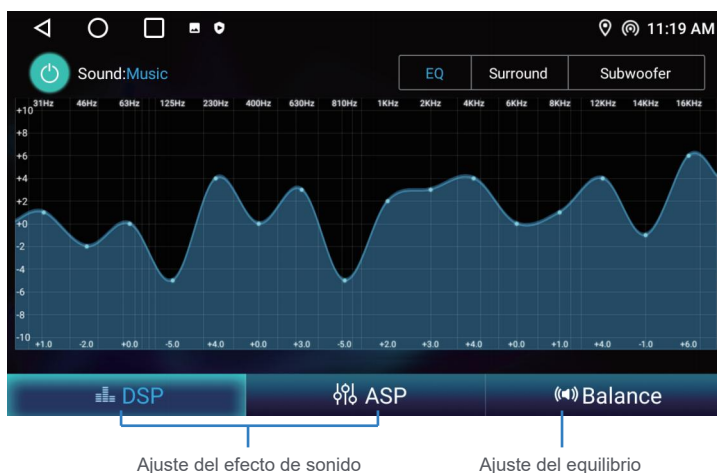 11:19 AM
Sound:Music
EQ Surround Subwoofer
31Hz 46Hz 63Hz 125Hz 230Hz 400Hz 630Hz 810Hz 1KHz 2KHz 4KHz 6KHz 8KHz 12KHz 14KHz 16KHz
+10
+8
+6
+4
+2
+0
-2
-4
-6
-8
-10
+1.0 -2.0 +0.0 -5.0 +4.0 +0.0 +3.0 -5.0 +2.0 +3.0 +4.0 +0.0 +1.0 +4.0 -1.0 +6.0
DSP ASP Balance
Ajuste del efecto de sonido Ajuste del equilibrio